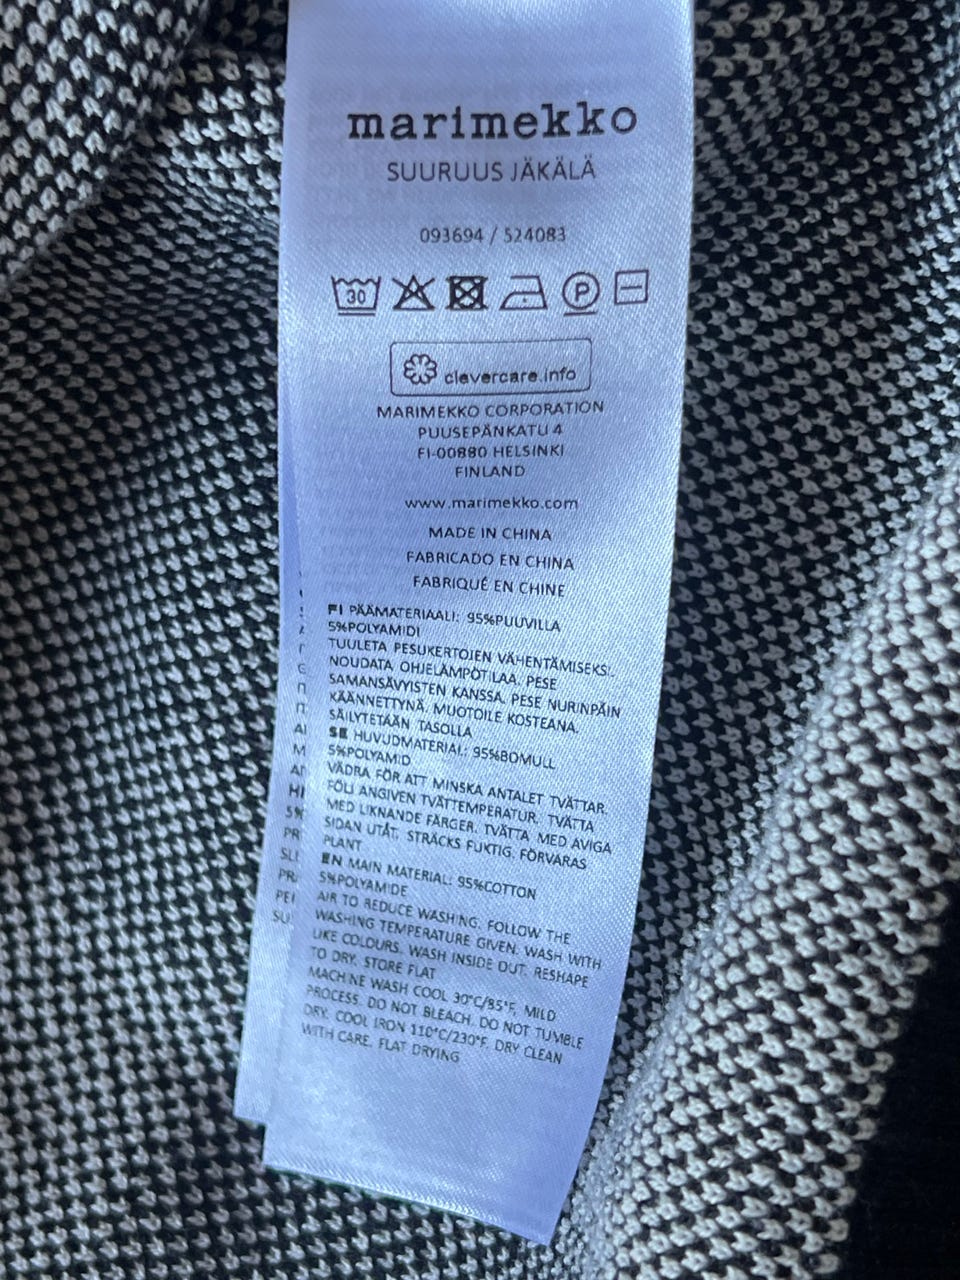 marimekko
SUURUUS JÄKÄLÄ
093694 / 524083
30
P
clevercare.info
MARIMEKKO CORPORATION
PUUSEPÄNKATU 4
FI-00880 HELSINKI
FINLAND
www.marimekko.com
MADE IN CHINA
FABRICADO EN CHINA
FABRIQUÉ EN CHINE
FI PÄÄMATERIAALI: 95%PUUVILLA
5%POLYAMIDI
TUULETA PESUKERTOJEN VÄHENTÄMISEKSI.
NOUDATA OHJELÄMPÖTILAA. PESE
SAMANSÄVYISTEN KANSSA. PESE NURINPÄIN
KÄÄNNETTYNÄ. MUOTOILE KOSTEANA.
SÄILYTETÄÄN TASOLLA
SE HUVUDMATERIAL: 95%BOMULL
5%POLYAMID
VÄDRA FÖR ATT MINSKA ANTALET TVÄTTAR.
FÖLJ ANGIVEN TVÄTTEMPERATUR. TVÄTTA
MED LIKNANDE FÄRGER. TVÄTTA MED AVIGA
SIDAN UTÅT. STRÄCKS FUKTIG. FÖRVARAS
PLANT
EN MAIN MATERIAL: 95%COTTON
5%POLYAMIDE
AIR TO REDUCE WASHING. FOLLOW THE
WASHING TEMPERATURE GIVEN. WASH WITH
LIKE COLOURS. WASH INSIDE OUT. RESHAPE
TO DRY. STORE FLAT
MACHINE WASH COOL 30°C/85°F, MILD
PROCESS. DO NOT BLEACH. DO NOT TUMBLE
DRY. COOL IRON 110°C/230°F. DRY CLEAN
WITH CARE. FLAT DRYING